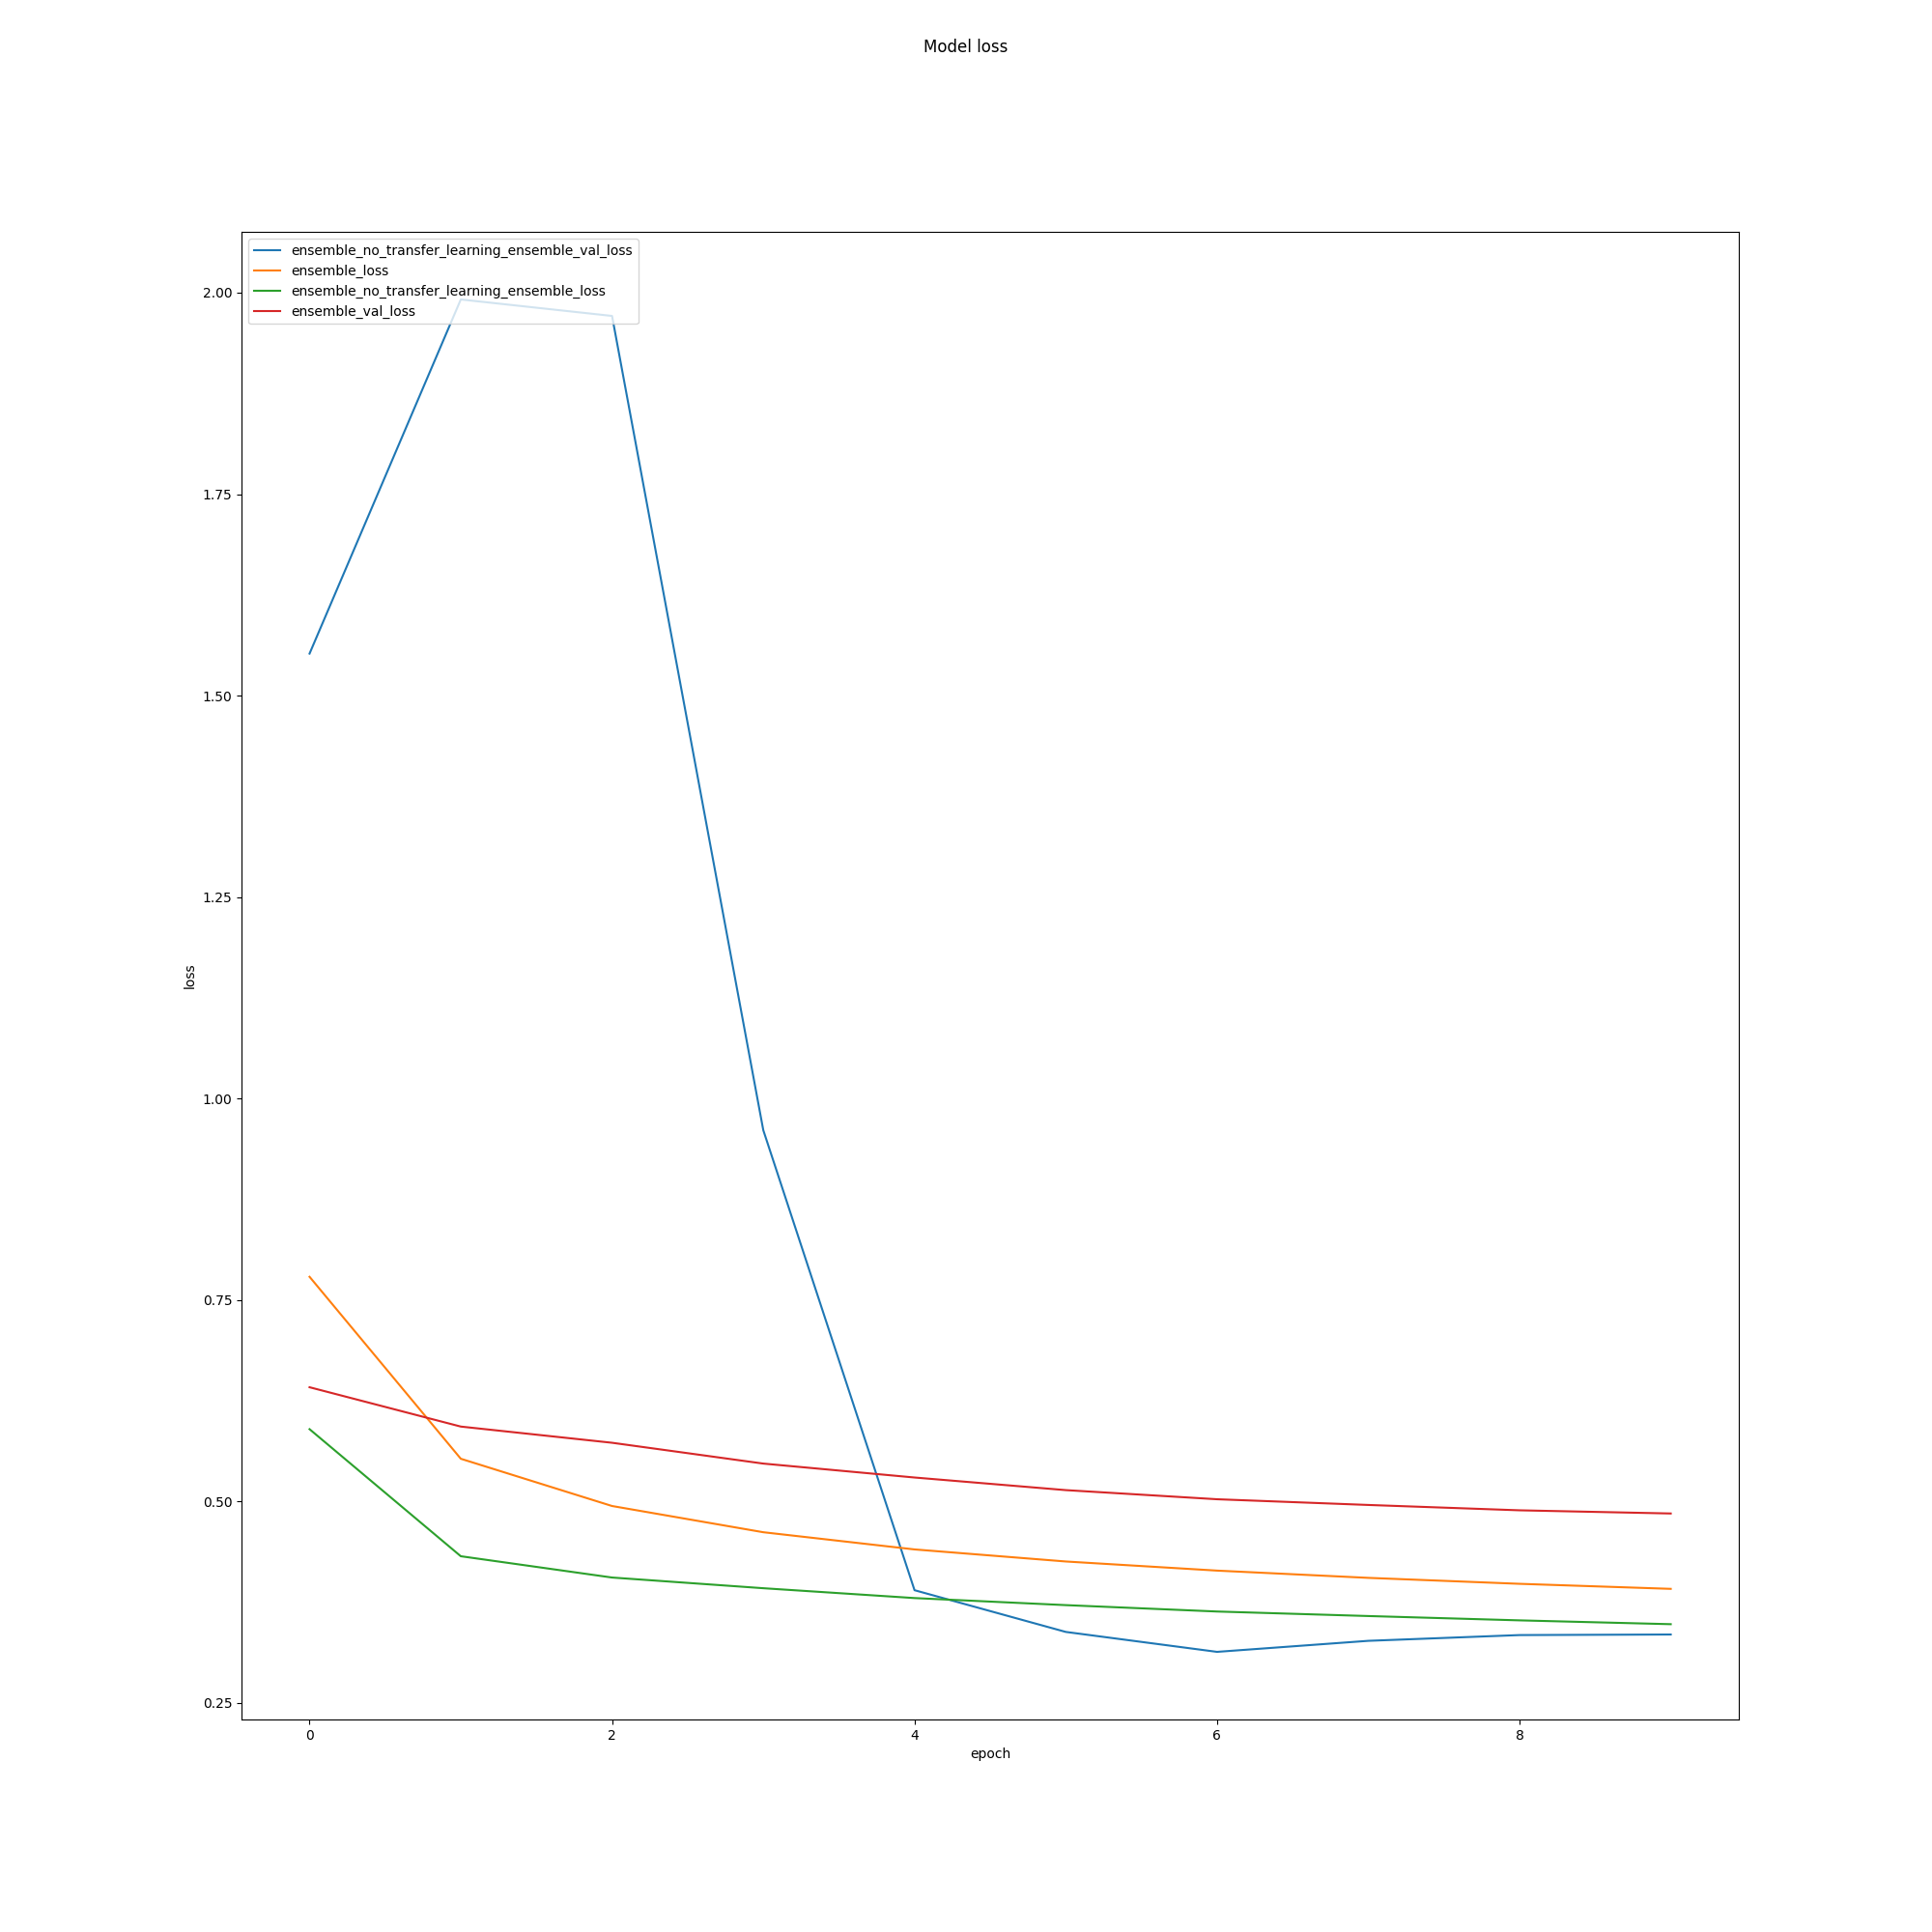 Model loss
ensemble_no_transfer_learning_ensemble_val_loss
ensemble_loss
ensemble_no_transfer_learning_ensemble_loss
ensemble_val_loss
2.00
1.75
1.50
1.25
1.00
0.75
0.50
0.25
loss
0 2 4 6 8
epoch